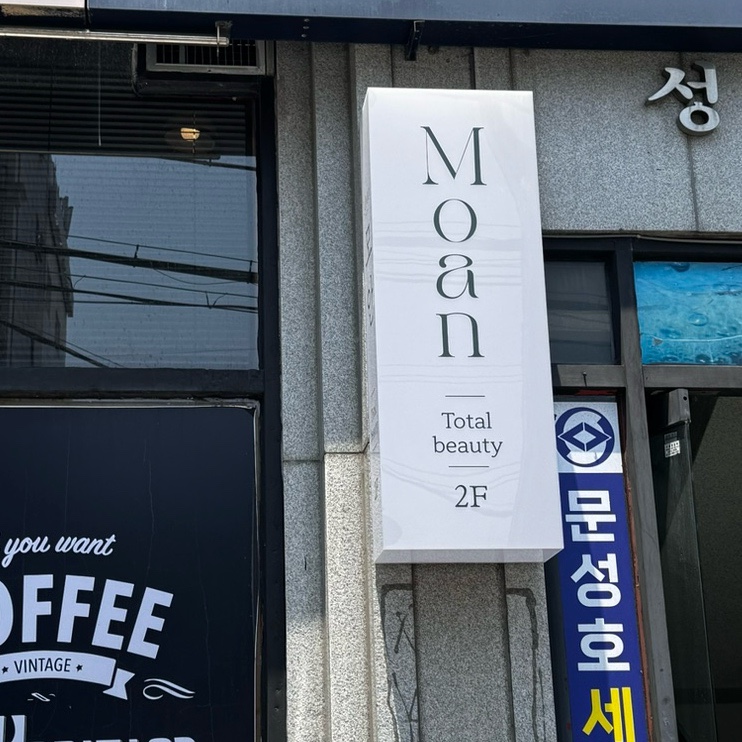 성
Moan
Total
beauty
2F
you want
OFFEE
VINTAGE
문성호
세